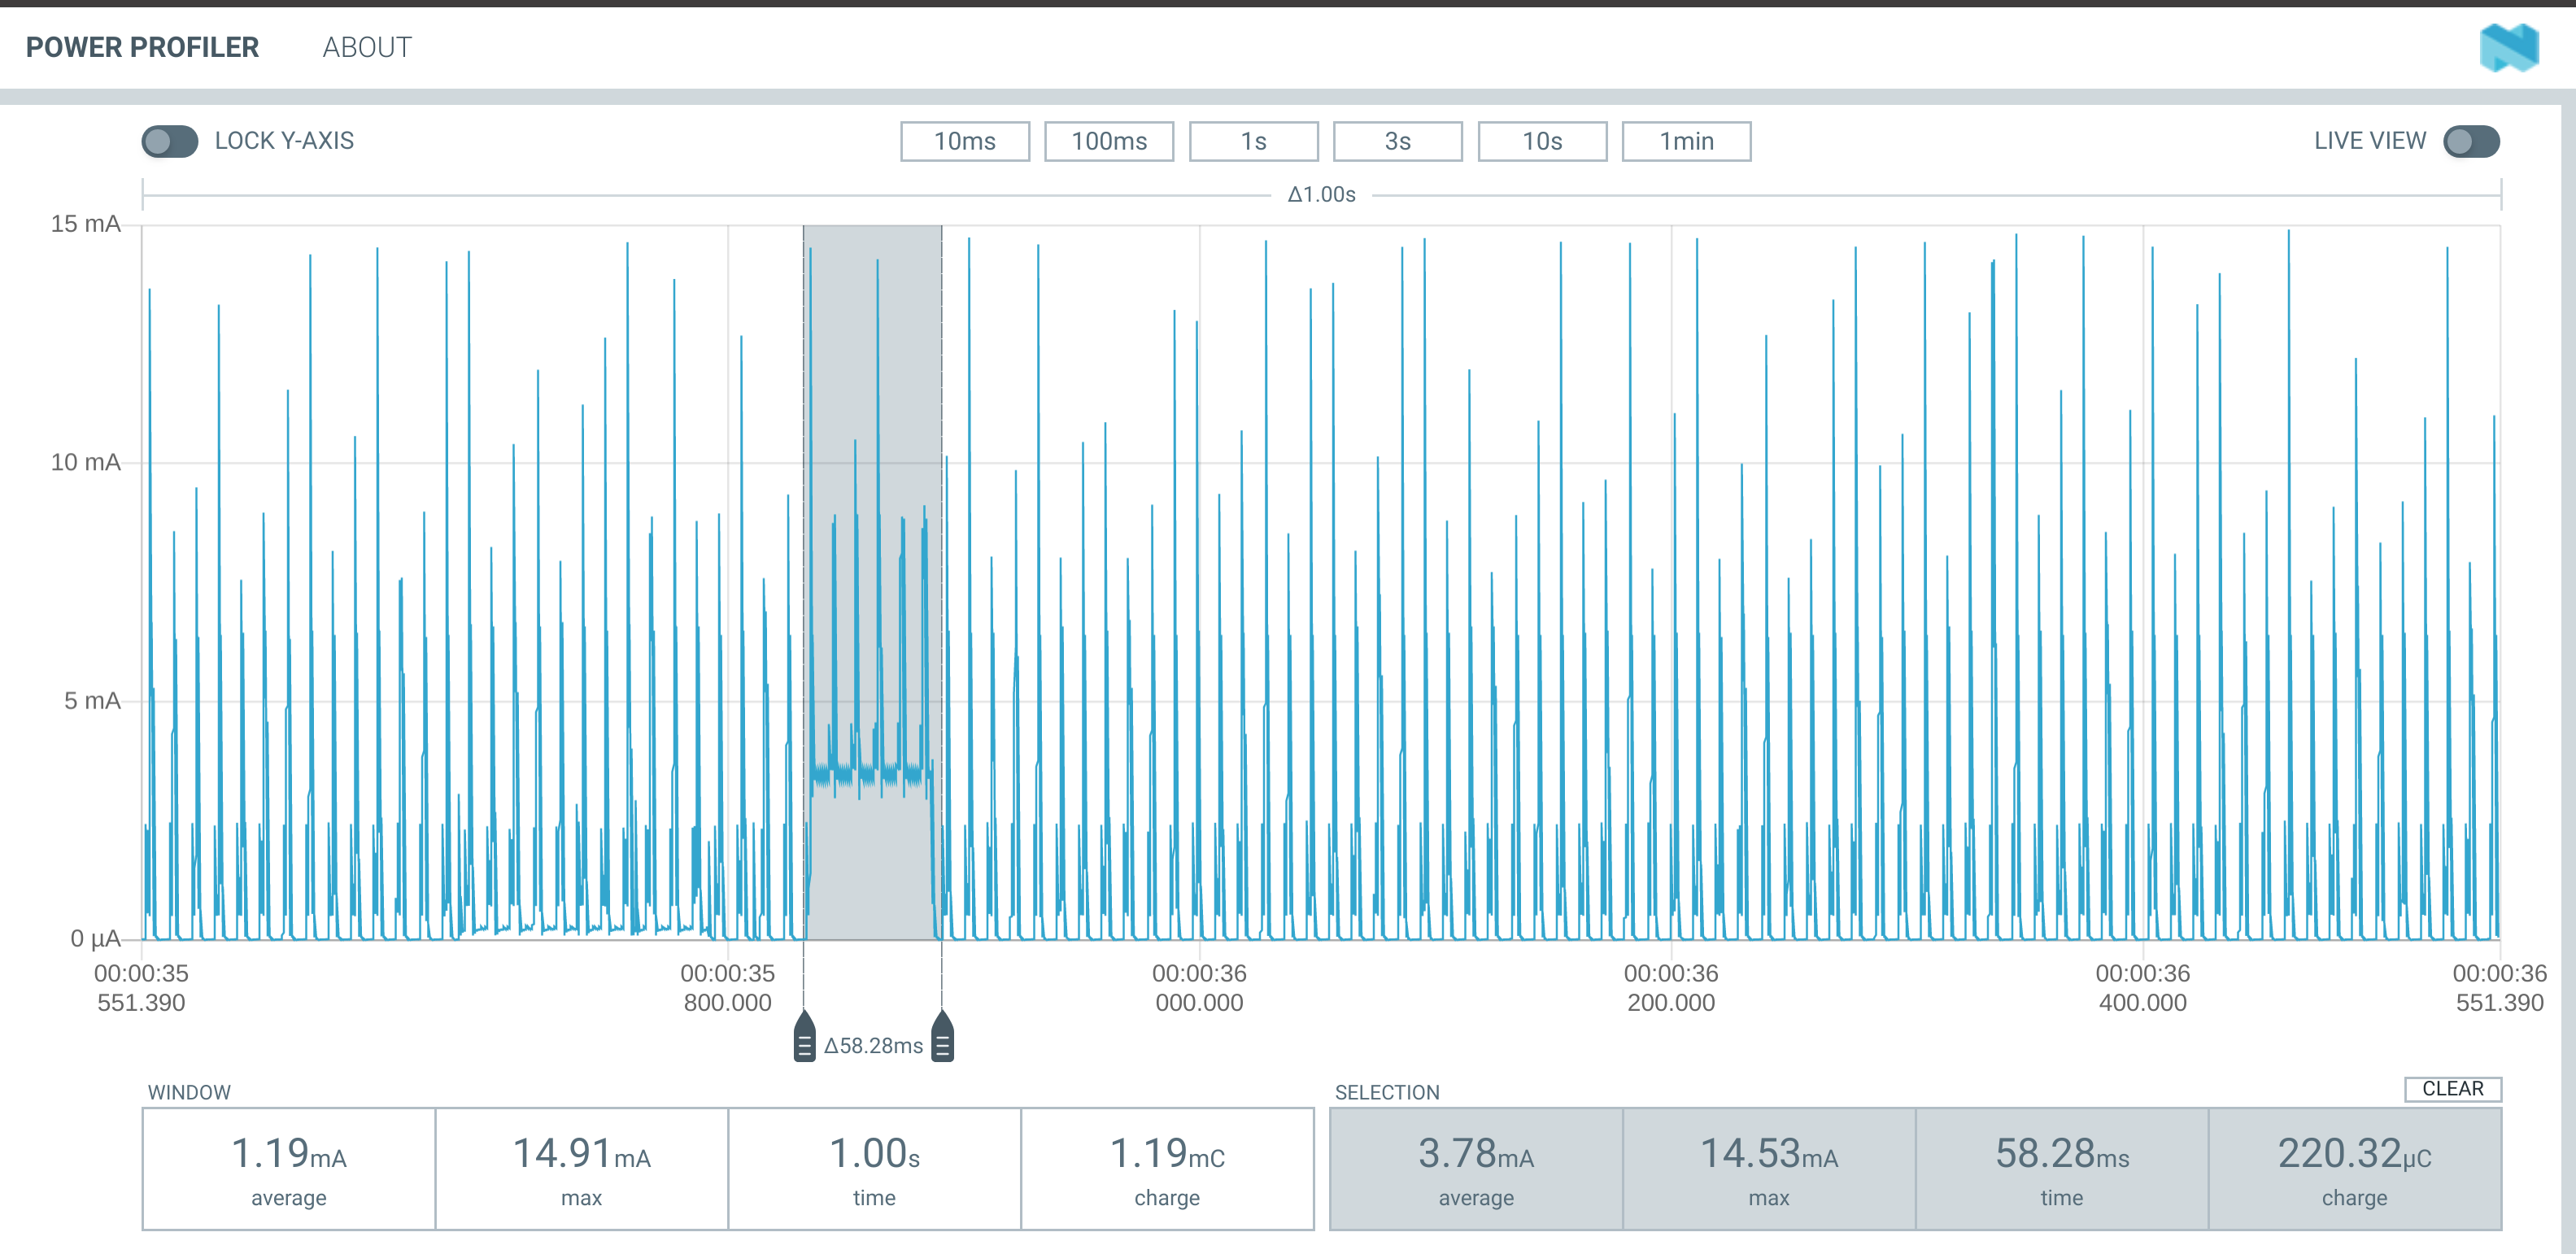 POWER PROFILER ABOUT
LOCK Y-AXIS 10ms 100ms 1s 3s 10s 1min LIVE VIEW
Δ1.00s
15 mA
10 mA
5 mA
0 µA
00:00:35 00:00:35 00:00:36 00:00:36 00:00:36 00:00:36
551.390 800.000 000.000 200.000 400.000 551.390
Δ58.28ms
WINDOW SELECTION CLEAR
1.19mA 14.91mA 1.00s 1.19mC 3.78mA 14.53mA 58.28ms 220.32µC
average max time charge average max time charge